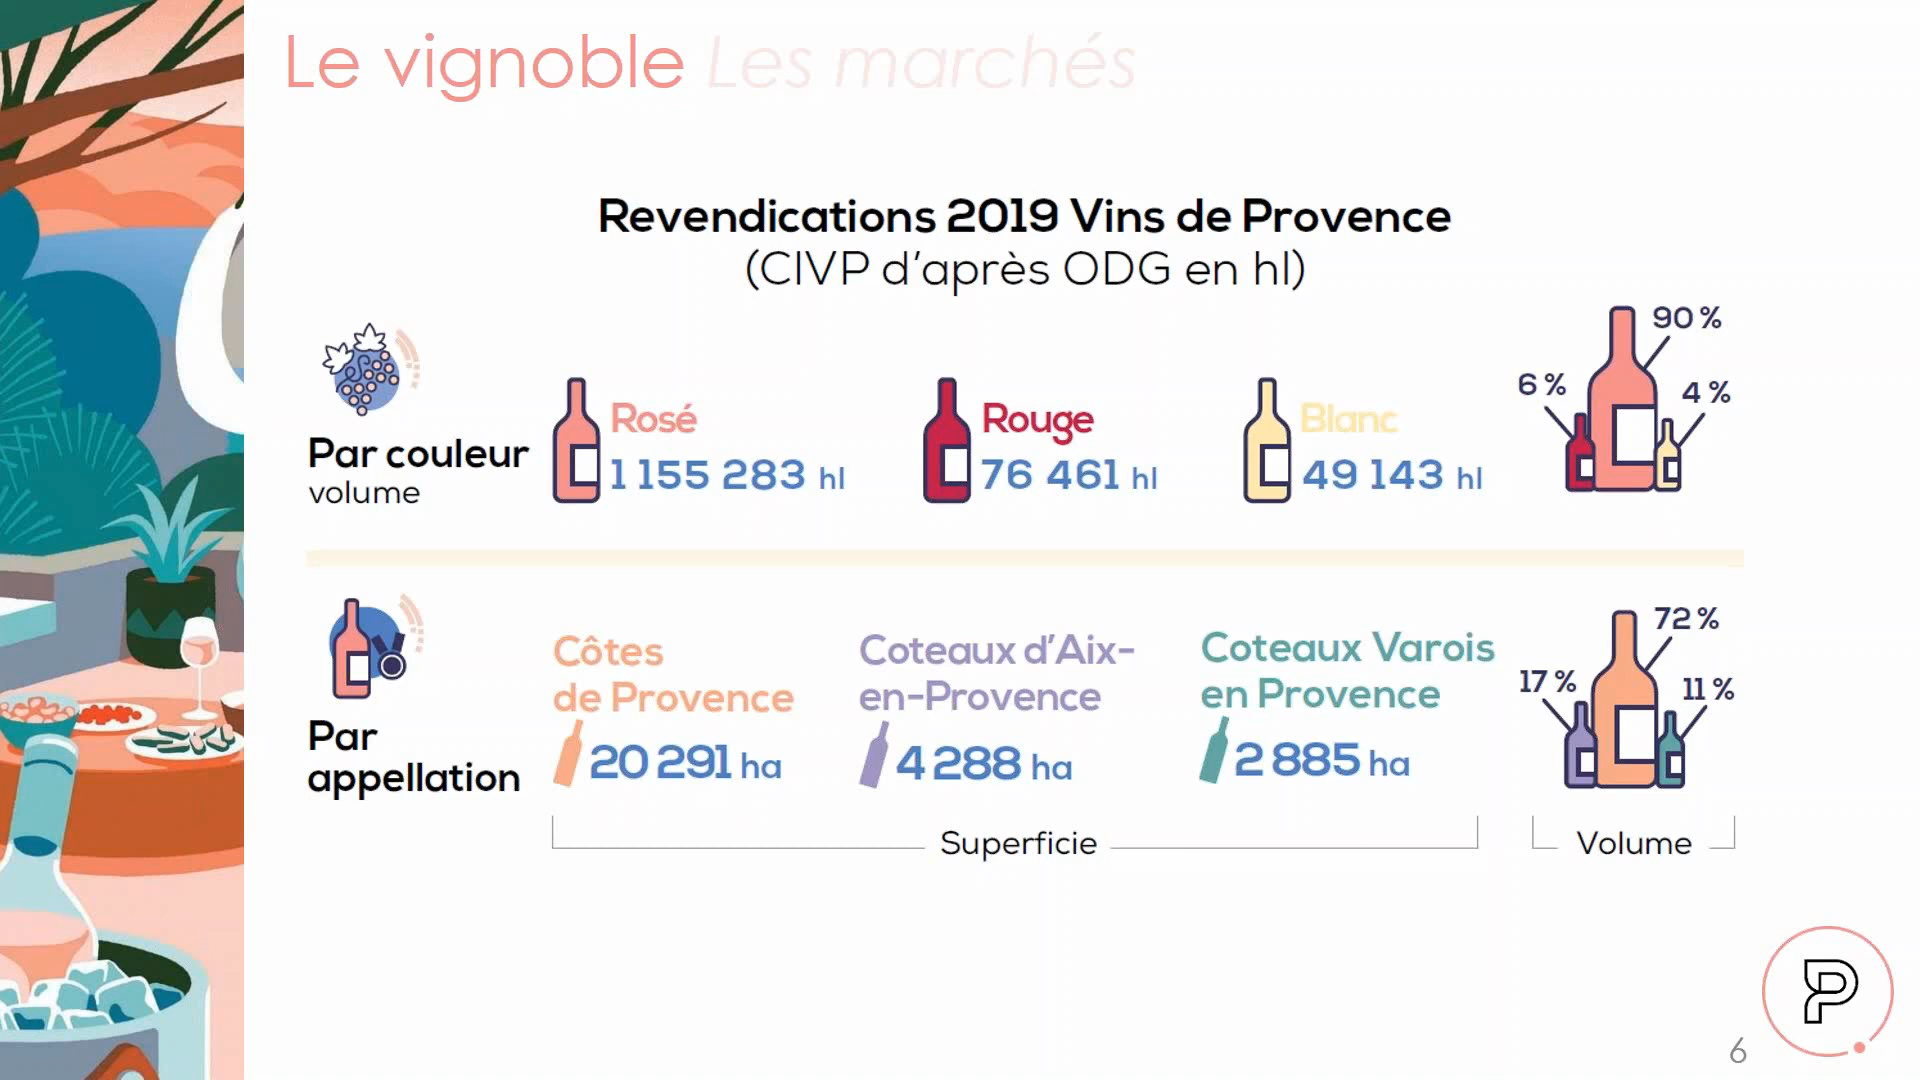 Le vignoble Les marchés
Revendications 2019 Vins de Provence
(CIVP d'après ODG en hl)
Par couleur
volume
Rosé
1 155 283 hl
Rouge
76 461 hl
Blanc
49 143 hl
90 %
6 %
4 %
Par
appellation
Côtes
de Provence
20 291 ha
Coteaux d'Aix-
en-Provence
4 288 ha
Coteaux Varois
en Provence
2 885 ha
72 %
17 %
11 %
Superficie
Volume
P
6